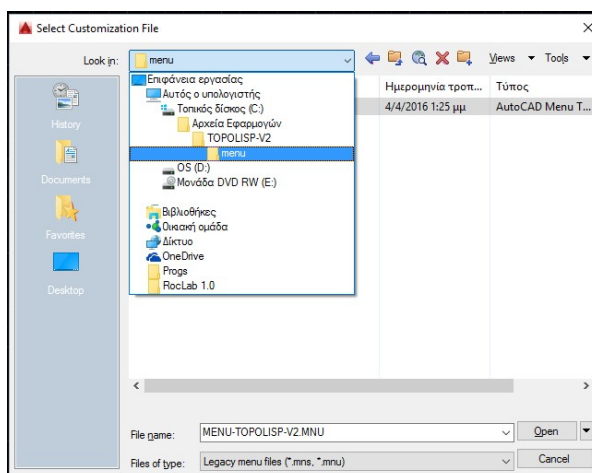 Select Customization File
Look in: menu Views Tools
Επιφάνεια εργασίας
Αυτός ο υπολογιστής
Τοπικός δίσκος (C:)
Αρχεία Εφαρμογών
TOPOLISP-V2
menu
OS (D:)
Μονάδα DVD RW (E:)
Βιβλιοθήκες
Οικιακή ομάδα
Δίκτυο
OneDrive
Progs
RocLab 1.0
Ημερομηνία τροπ... Τύπος
4/4/2016 1:25 μμ AutoCAD Menu T...
History
Documents
Favorites
Desktop
File name: MENU-TOPOLISP-V2.MNU Open
Files of type: Legacy menu files (*.mns, *.mnu) Cancel